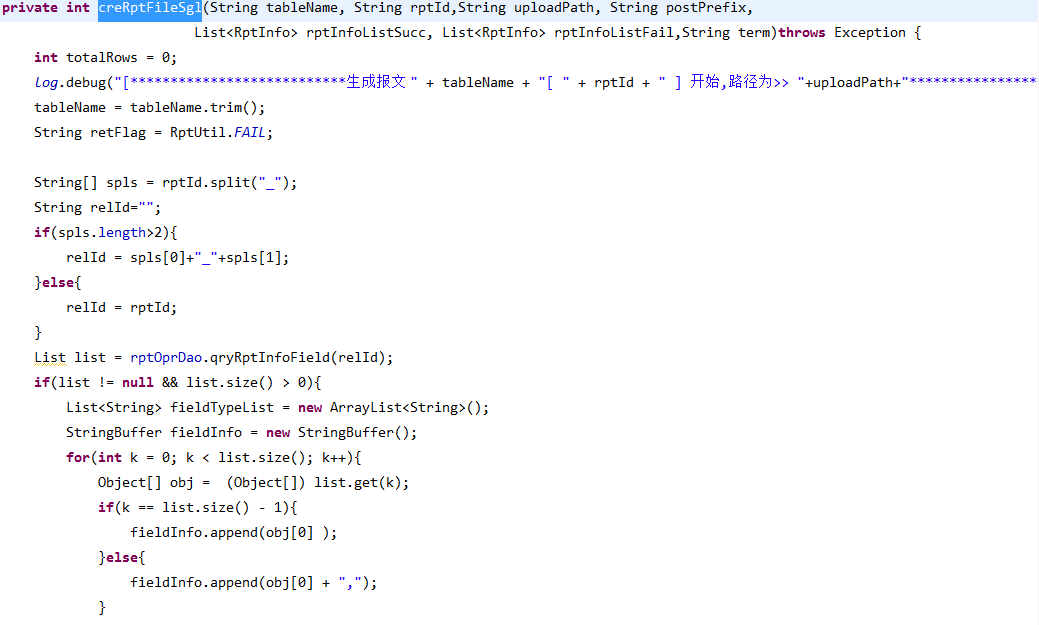 private int creRptFileSgl(String tableName, String rptId,String uploadPath, String postPrefix,
List<RptInfo> rptInfoListSucc, List<RptInfo> rptInfoListFail,String term)throws Exception {
int totalRows = 0;
Log.debug("[***************************生成报文 " + tableName + "[ " + rptId + " ] 开始,路径为>> "+uploadPath+"****************
tableName = tableName.trim();
String retFlag = RptUtil.FAIL;
String[] spls = rptId.split("_");
String relId="";
if(spls.length>2){
relId = spls[0]+"_"+spls[1];
}else{
relId = rptId;
}
List list = rptOprDao.qryRptInfoField(relId);
if(list != null && list.size() > 0){
List<String> fieldTypeList = new ArrayList<String>();
StringBuffer fieldInfo = new StringBuffer();
for(int k = 0; k < list.size(); k++){
Object[] obj =  (Object[]) list.get(k);
if(k == list.size() - 1){
fieldInfo.append(obj[0] );
}else{
fieldInfo.append(obj[0] + ",");
}